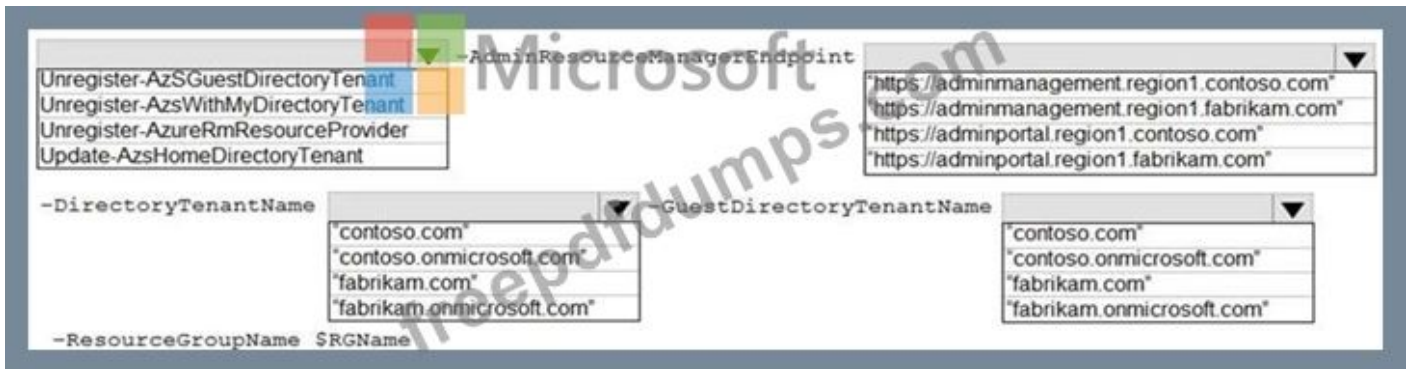 -AdminResourceManagerEndpoint
Unregister-AzSGuestDirectoryTenant
Unregister-AzsWithMyDirectoryTenant
Unregister-AzureRmResourceProvider
Update-AzsHomeDirectoryTenant
"https://adminmanagement.region1.contoso.com"
"https://adminmanagement.region1.fabrikam.com"
"https://adminportal.region1.contoso.com"
"https://adminportal.region1.fabrikam.com"
-DirectoryTenantName
"contoso.com"
"contoso.onmicrosoft.com"
"fabrikam.com"
"fabrikam.onmicrosoft.com"
-GuestDirectoryTenantName
"contoso.com"
"contoso.onmicrosoft.com"
"fabrikam.com"
"fabrikam.onmicrosoft.com"
-ResourceGroupName $RGName
Microsoft
freepdfdumps.com